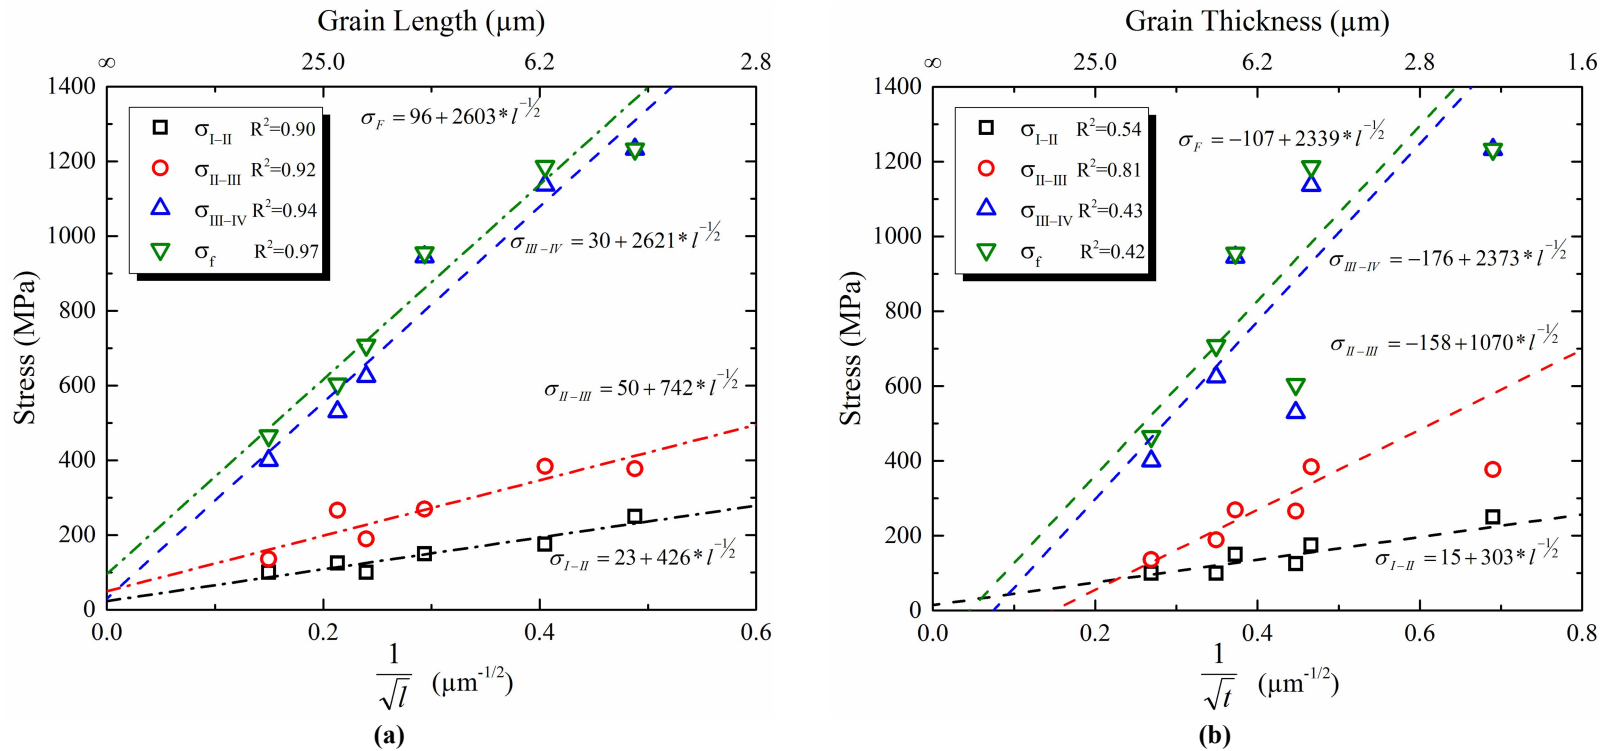 Grain Length (µm)
∞ 25.0 6.2 2.8
1400
1200
1000
800
600
400
200
0
Stress (MPa)
σI–II R²=0.90
σII–III R²=0.92
σIII–IV R²=0.94
σf R²=0.97
σF = 96+2603*l^-1/2
σIII–IV = 30+2621*l^-1/2
σII–III = 50+742*l^-1/2
σI–II = 23+426*l^-1/2
0.0 0.2 0.4 0.6
1/√l (µm^-1/2)
(a)
Grain Thickness (µm)
∞ 25.0 6.2 2.8 1.6
1400
1200
1000
800
600
400
200
0
Stress (MPa)
σI–II R²=0.54
σII–III R²=0.81
σIII–IV R²=0.43
σf R²=0.42
σF = −107+2339*l^-1/2
σIII–IV = −176+2373*l^-1/2
σII–III = −158+1070*l^-1/2
σI–II = 15+303*l^-1/2
0.0 0.2 0.4 0.6 0.8
1/√t (µm^-1/2)
(b)